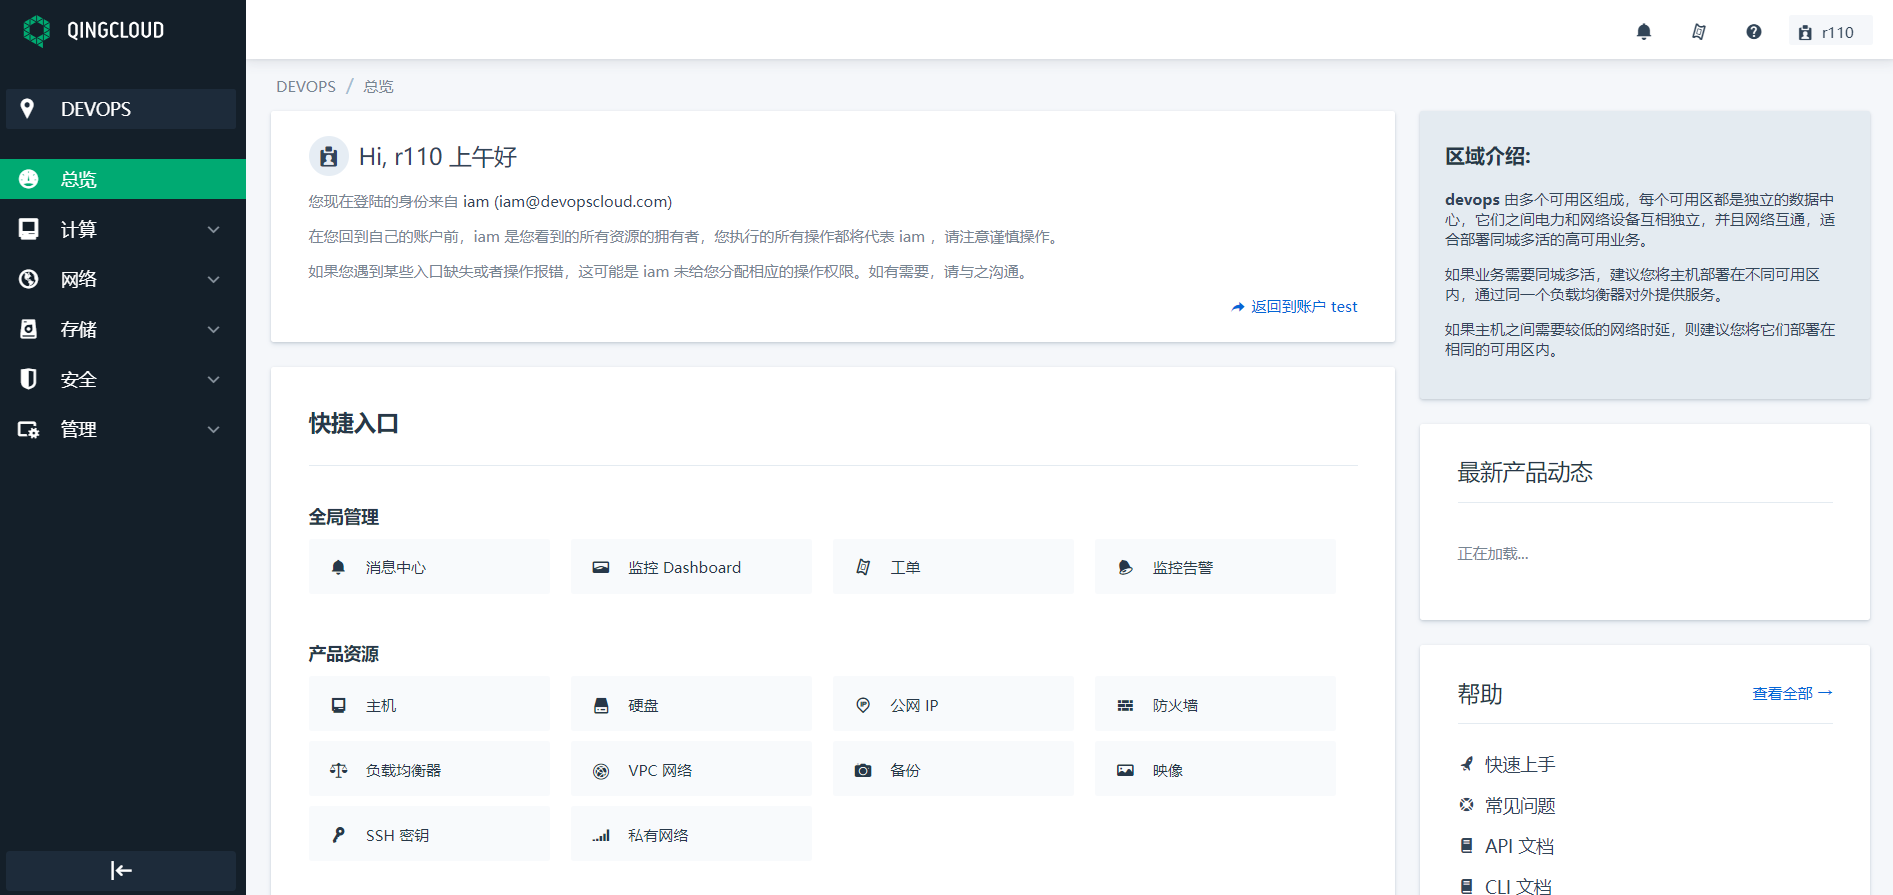 QINGCLOUD
DEVOPS
总览
计算
网络
存储
安全
管理
r110
DEVOPS / 总览
Hi, r110 上午好
您现在登陆的身份来自 iam (iam@devopscloud.com)
在您回到自己的账户前，iam 是您看到的所有资源的拥有者，您执行的所有操作都将代表 iam ，请注意谨慎操作。
如果您遇到某些入口缺失或者操作报错，这可能是 iam 未给您分配相应的操作权限。如有需要，请与之沟通。
返回到账户 test
快捷入口
全局管理
消息中心
监控 Dashboard
工单
监控告警
产品资源
主机
硬盘
公网 IP
防火墙
负载均衡器
VPC 网络
备份
映像
SSH 密钥
私有网络
区域介绍:
devops 由多个可用区组成，每个可用区都是独立的数据中
心，它们之间电力和网络设备互相独立，并且网络互通，适
合部署同城多活的高可用业务。
如果业务需要同城多活，建议您将主机部署在不同可用区
内，通过同一个负载均衡器对外提供服务。
如果主机之间需要较低的网络时延，则建议您将它们部署在
相同的可用区内。
最新产品动态
正在加载...
帮助
查看全部 →
快速上手
常见问题
API 文档
CLI 文档